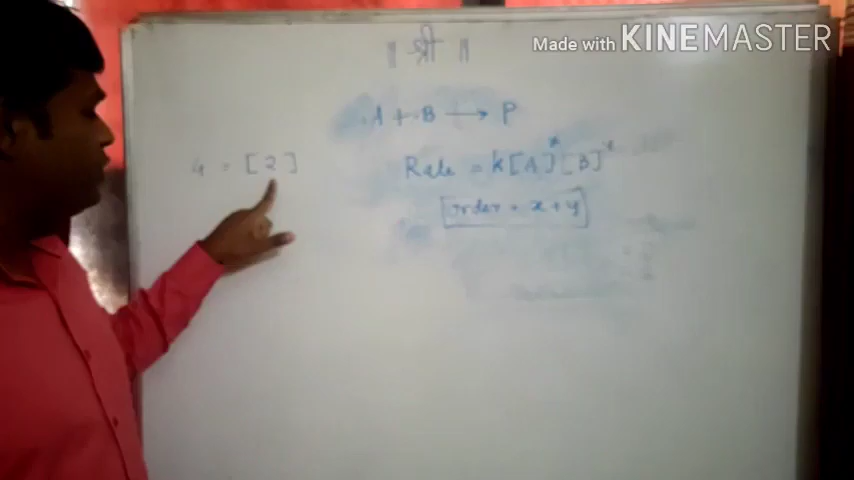 Made with KINEMASTER
॥ श्री ॥
A + B ⟶ P
4 = [2]
Rate = k[A]ˣ[B]ʸ
order = x + y